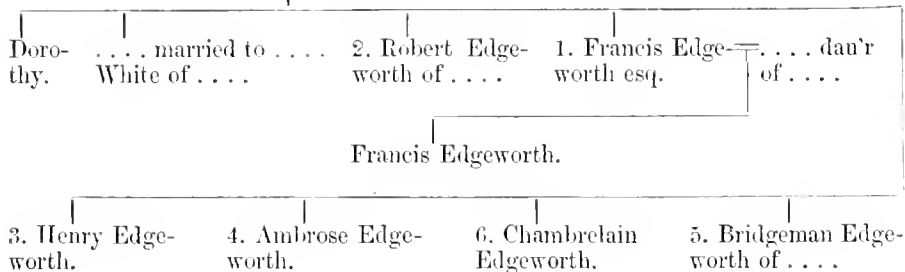 Doro-
thy.
. . . . married to . . . .
White of . . . .
2. Robert Edge-
worth of . . . .
1. Francis Edge-
worth esq.
. . . . dau'r
of . . . .
Francis Edgeworth.
3. Henry Edge-
worth.
4. Ambrose Edge-
worth.
6. Chambrelain
Edgeworth.
5. Bridgeman Edge-
worth of . . . .